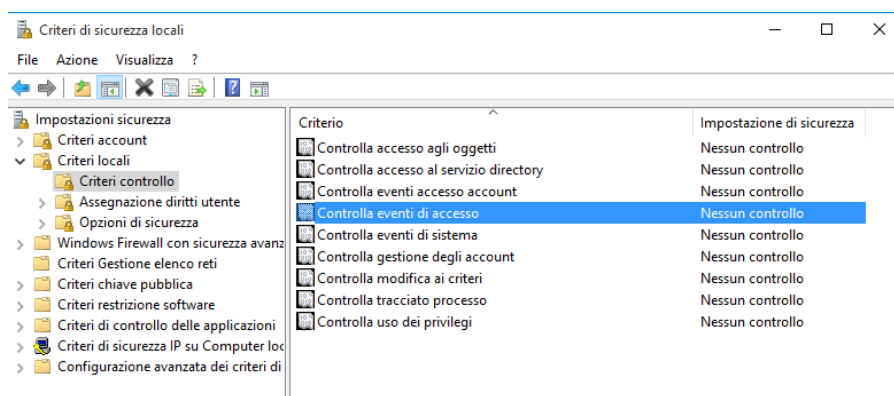 Criteri di sicurezza locali
File Azione Visualizza ?
Impostazioni sicurezza
Criteri account
Criteri locali
Criteri controllo
Assegnazione diritti utente
Opzioni di sicurezza
Windows Firewall con sicurezza avanz
Criteri Gestione elenco reti
Criteri chiave pubblica
Criteri restrizione software
Criteri di controllo delle applicazioni
Criteri di sicurezza IP su Computer loc
Configurazione avanzata dei criteri di
Criterio Impostazione di sicurezza
Controlla accesso agli oggetti Nessun controllo
Controlla accesso al servizio directory Nessun controllo
Controlla eventi accesso account Nessun controllo
Controlla eventi di accesso Nessun controllo
Controlla eventi di sistema Nessun controllo
Controlla gestione degli account Nessun controllo
Controlla modifica ai criteri Nessun controllo
Controlla tracciato processo Nessun controllo
Controlla uso dei privilegi Nessun controllo